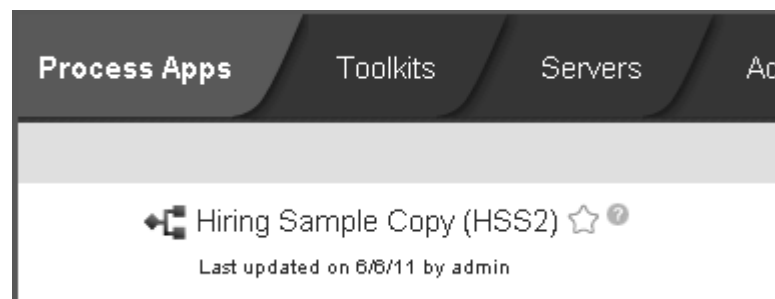 Process Apps Toolkits Servers
Hiring Sample Copy (HSS2)
Last updated on 6/6/11 by admin